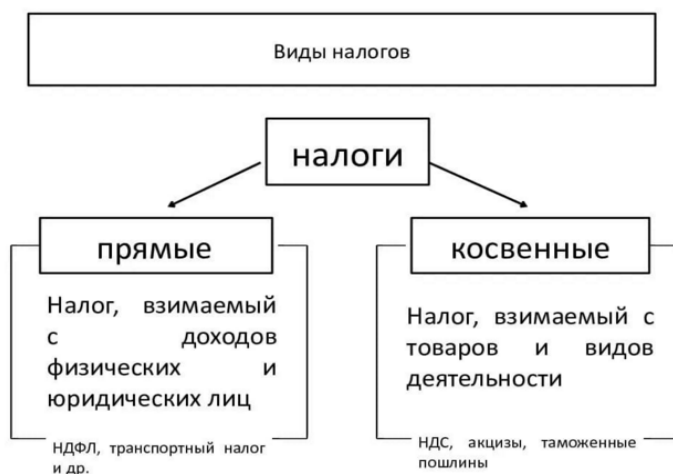 Виды налогов
налоги
прямые
косвенные
Налог, взимаемый
с доходов
физических и
юридических лиц
Налог, взимаемый с
товаров и видов
деятельности
НДФЛ, транспортный налог
и др.
НДС, акцизы, таможенные
пошлины